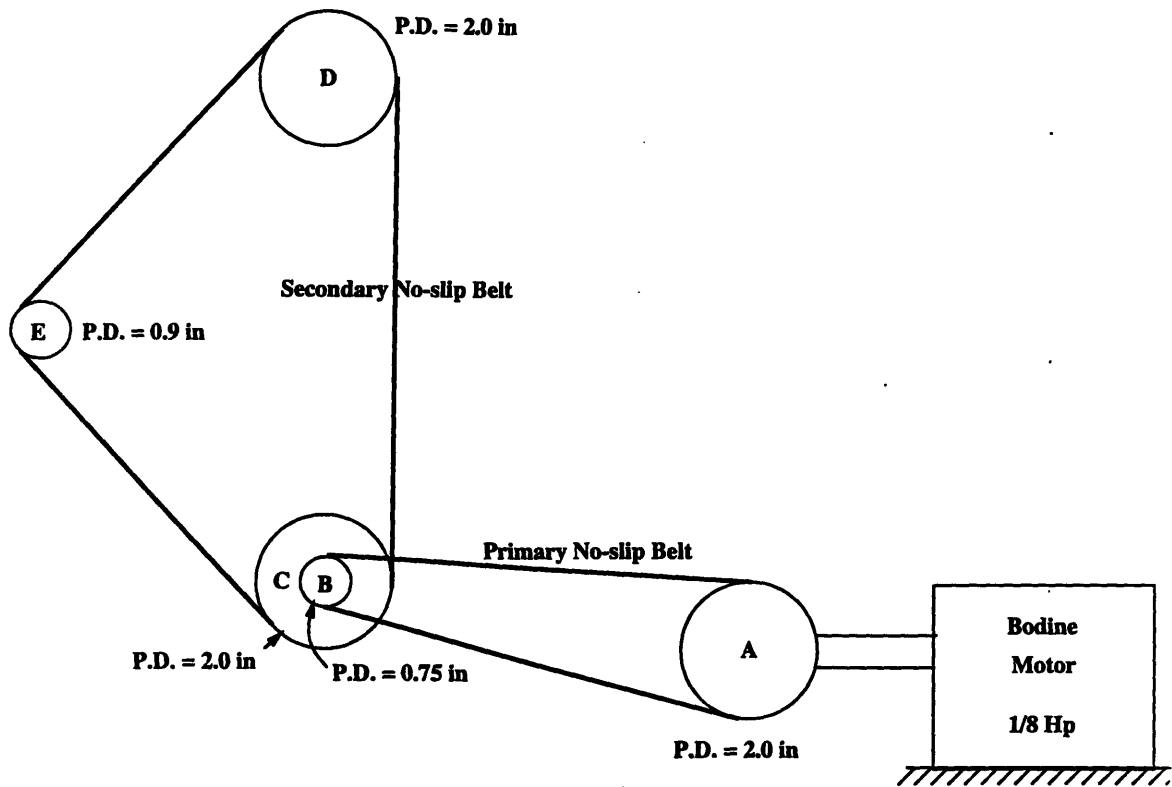 P.D. = 2.0 in
D
Secondary No-slip Belt
E
P.D. = 0.9 in
Primary No-slip Belt
C
B
A
Bodine
Motor
1/8 Hp
P.D. = 2.0 in
P.D. = 0.75 in
P.D. = 2.0 in